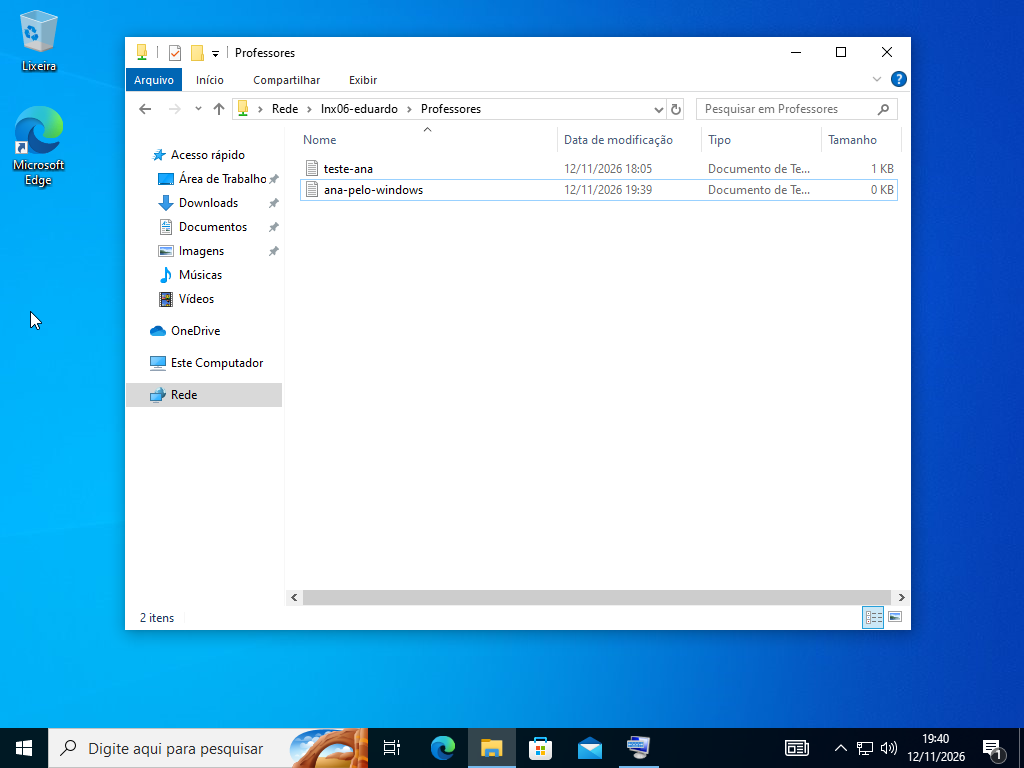 Lixeira
Microsoft
Edge
Professores
Arquivo
Início
Compartilhar
Exibir
Rede
lnx06-eduardo
Professores
Pesquisar em Professores
Nome
Data de modificação
Tipo
Tamanho
teste-ana
12/11/2026 18:05
Documento de Te...
1 KB
ana-pelo-windows
12/11/2026 19:39
Documento de Te...
0 KB
Acesso rápido
Área de Trabalho
Downloads
Documentos
Imagens
Músicas
Vídeos
OneDrive
Este Computador
Rede
2 itens
Digite aqui para pesquisar
19:40
12/11/2026
1